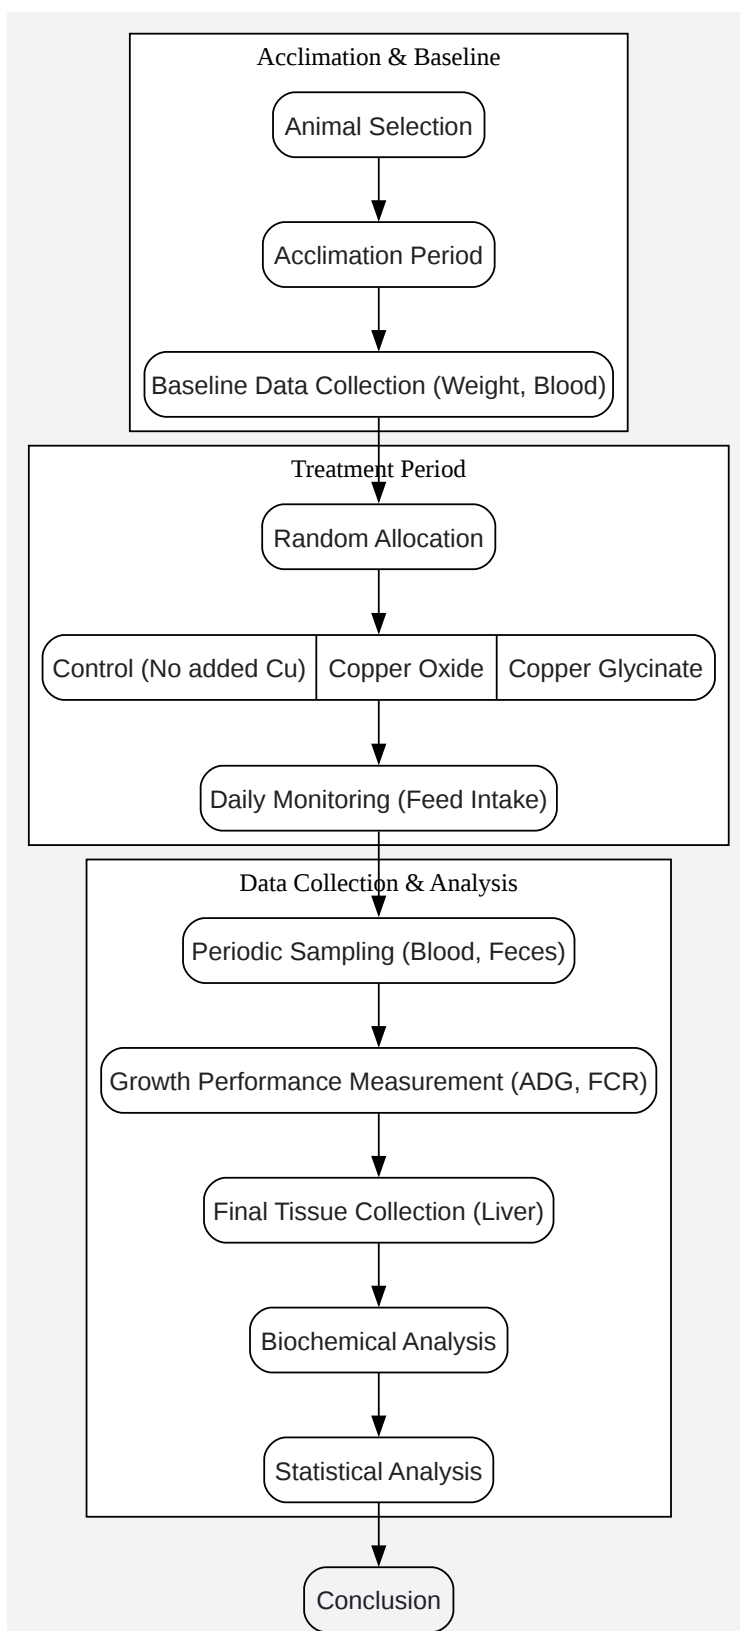 Acclimation & Baseline
Animal Selection
Acclimation Period
Baseline Data Collection (Weight, Blood)
Treatment Period
Random Allocation
Control (No added Cu) Copper Oxide Copper Glycinate
Daily Monitoring (Feed Intake)
Data Collection & Analysis
Periodic Sampling (Blood, Feces)
Growth Performance Measurement (ADG, FCR)
Final Tissue Collection (Liver)
Biochemical Analysis
Statistical Analysis
Conclusion